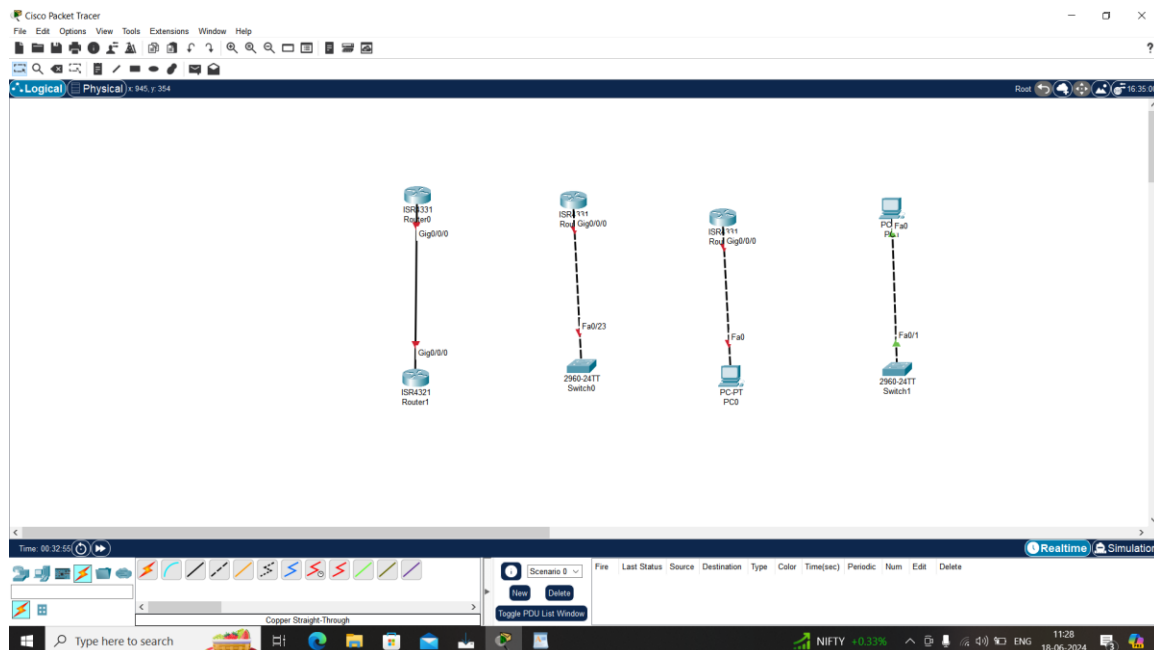 Cisco Packet Tracer
File Edit Options View Tools Extensions Window Help
?
Logical Physical x: 945, y: 354
Root 16:35:00
ISR4331
Router0
Gig0/0/0
Gig0/0/0
ISR4321
Router1
Gig0/0/0
Fa0/23
2960-24TT
Switch0
Gig0/0/0
Fa0
PC-PT
PC0
Fa0
Fa0/1
2960-24TT
Switch1
Time: 00:32:55
Realtime Simulation
Scenario 0
New Delete
Toggle PDU List Window
Fire Last Status Source Destination Type Color Time(sec) Periodic Num Edit Delete
Copper Straight-Through
Type here to search
NIFTY +0.33%
ENG
11:28
18-06-2024
3